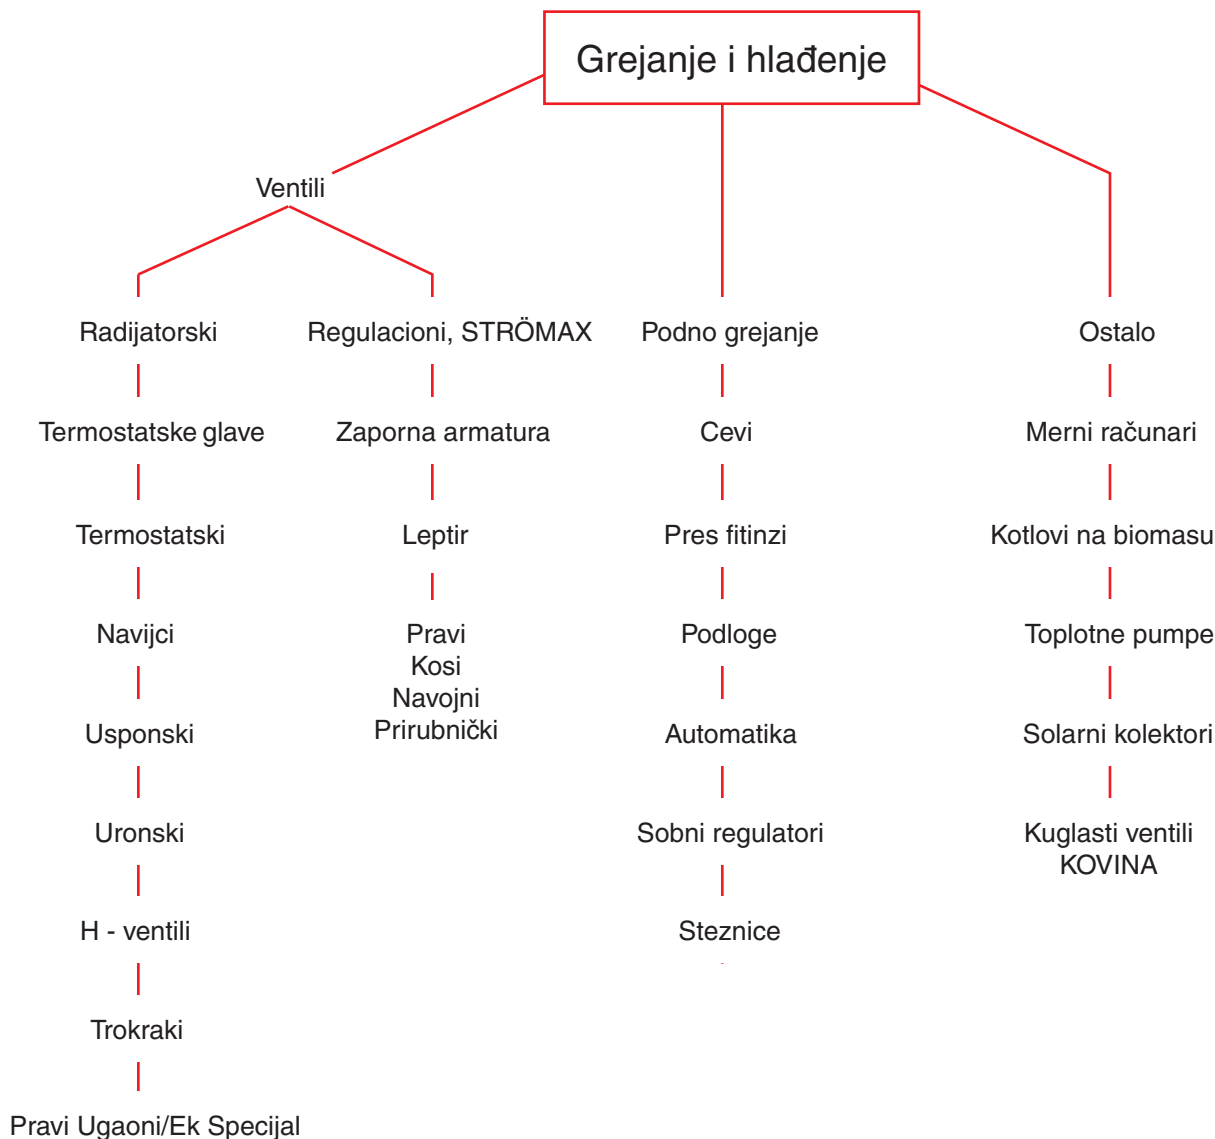 Grejanje i hlađenje
Ventili
Radijatorski
Regulacioni, STRÖMAX
Podno grejanje
Ostalo
Termostatske glave
Zaporna armatura
Cevi
Merni računari
Termostatski
Leptir
Pres fitinzi
Kotlovi na biomasu
Navijci
Pravi
Kosi
Navojni
Prirubnički
Podloge
Toplotne pumpe
Usponski
Automatika
Solarni kolektori
Uronski
Sobni regulatori
Kuglasti ventili
KOVINA
H - ventili
Steznice
Trokraki
Pravi Ugaoni/Ek Specijal